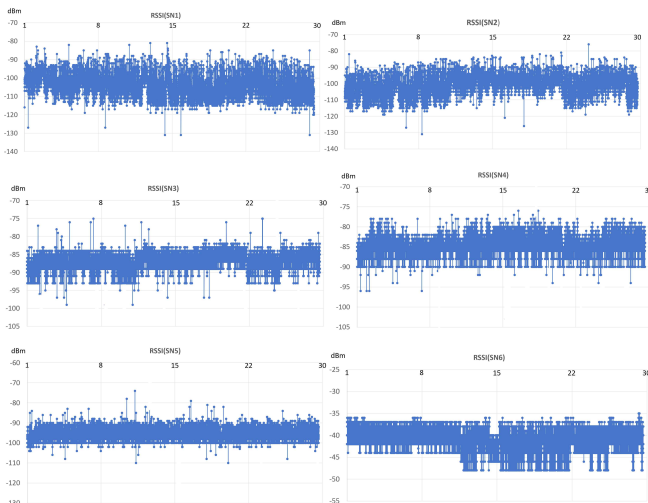 dBm
RSSI(SN1)
-70
1 8 15 22 30
-80
-90
-100
-110
-120
-130
-140
dBm
RSSI(SN2)
-70
1 8 15 22 30
-80
-90
-100
-110
-120
-130
-140
dBm
RSSI(SN3)
-70
1 8 15 22 30
-75
-80
-85
-90
-95
-100
-105
dBm
RSSI(SN4)
-70
1 8 15 22 30
-75
-80
-85
-90
-95
-100
-105
dBm
RSSI(SN5)
-60
1 8 15 22 30
-70
-80
-90
-100
-110
-120
dBm
RSSI(SN6)
-25
1 8 15 22 30
-30
-35
-40
-45
-50
-55